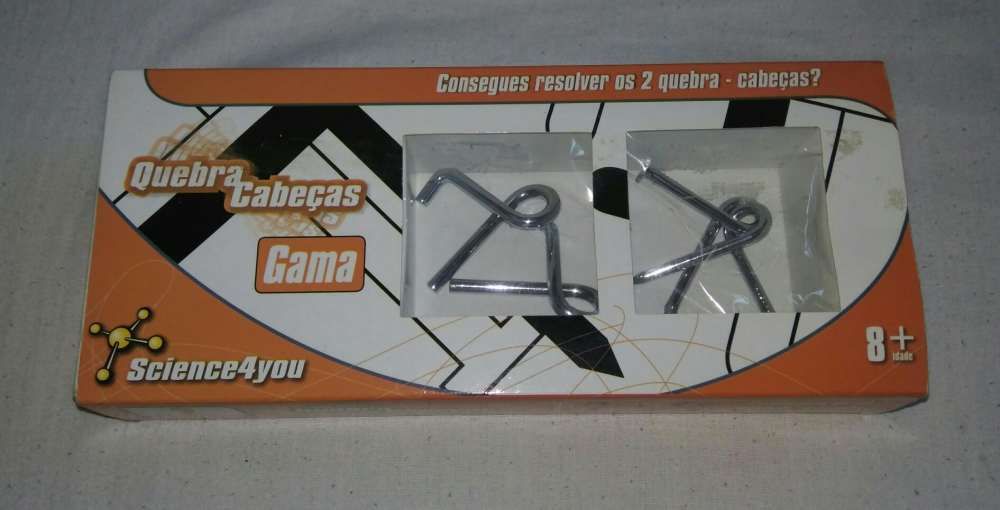 Consegues resolver os 2 quebra - cabeças?
Quebra
Cabeças
Gama
Science4you
8+
idade